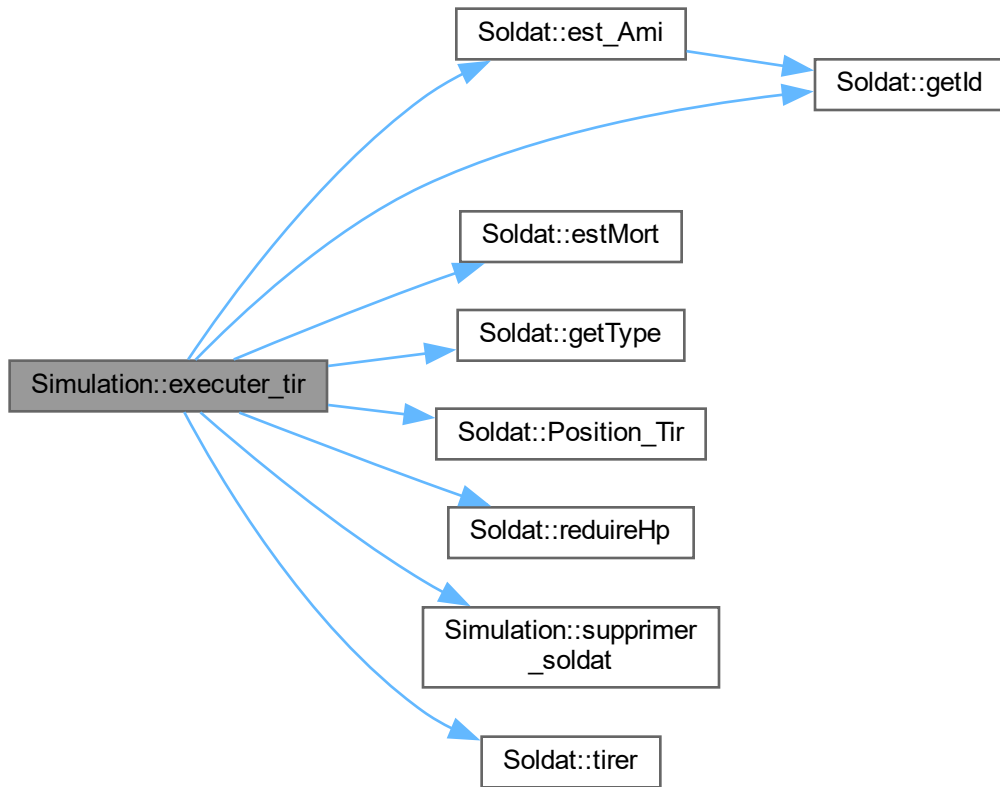 Soldat::est_Ami
Soldat::getId
Soldat::estMort
Soldat::getType
Simulation::executer_tir
Soldat::Position_Tir
Soldat::reduireHp
Simulation::supprimer
_soldat
Soldat::tirer